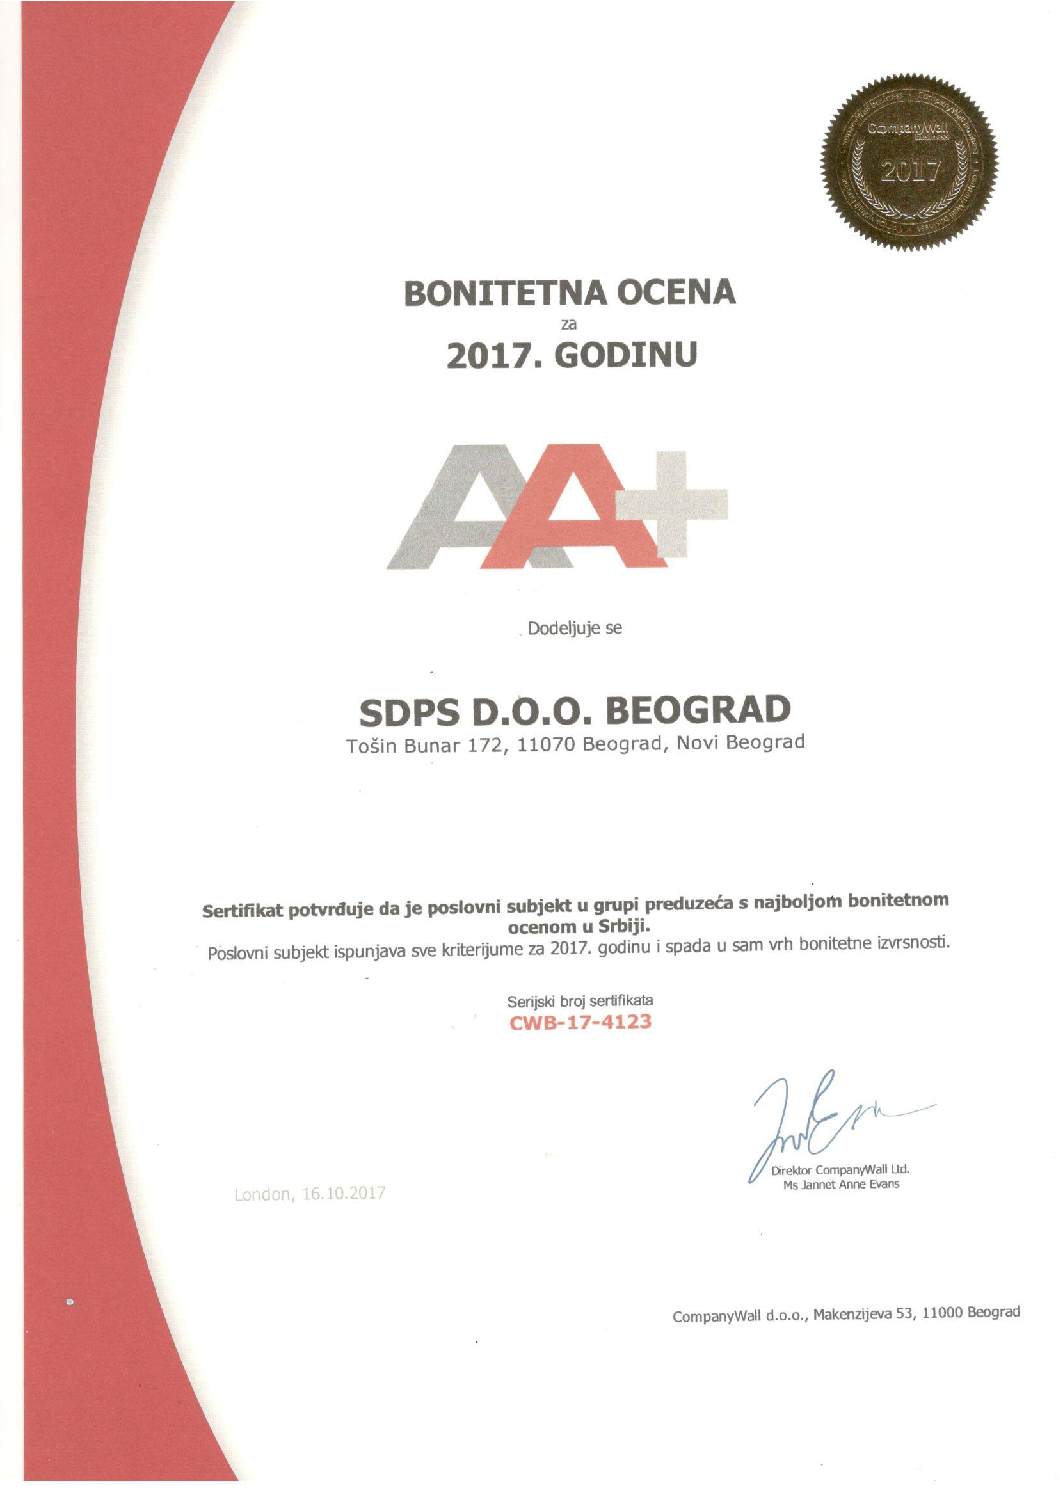 CompanyWall
2017
BONITETNA OCENA
za
2017. GODINU
AA+
Dodeljuje se
SDPS D.O.O. BEOGRAD
Tošin Bunar 172, 11070 Beograd, Novi Beograd
Sertifikat potvrđuje da je poslovni subjekt u grupi preduzeća s najboljom bonitetnom
ocenom u Srbiji.
Poslovni subjekt ispunjava sve kriterijume za 2017. godinu i spada u sam vrh bonitetne izvrsnosti.
Serijski broj sertifikata
CWB-17-4123
Direktor CompanyWall Ltd.
Ms Jannet Anne Evans
London, 16.10.2017
CompanyWall d.o.o., Makenzijeva 53, 11000 Beograd